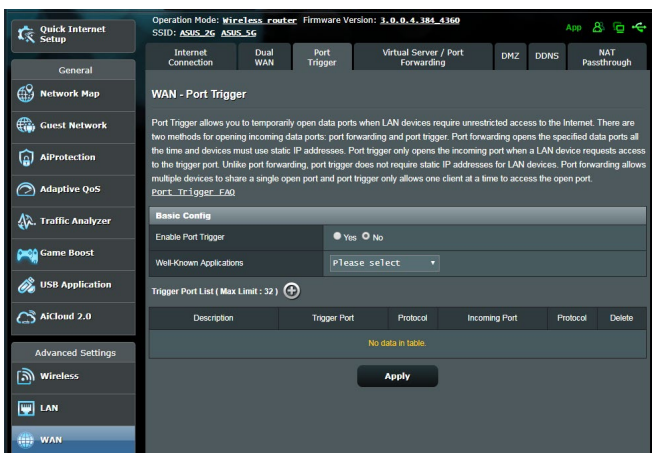 Quick Internet Setup
Operation Mode: Wireless router Firmware Version: 3.0.0.4.384_4360
SSID: ASUS_2G ASUS_5G
App
General
Network Map
Guest Network
AiProtection
Adaptive QoS
Traffic Analyzer
Game Boost
USB Application
AiCloud 2.0
Advanced Settings
Wireless
LAN
WAN
Internet Connection
Dual WAN
Port Trigger
Virtual Server / Port Forwarding
DMZ
DDNS
NAT Passthrough
WAN - Port Trigger
Port Trigger allows you to temporarily open data ports when LAN devices require unrestricted access to the Internet. There are
two methods for opening incoming data ports: port forwarding and port trigger. Port forwarding opens the specified data ports all
the time and devices must use static IP addresses. Port trigger only opens the incoming port when a LAN device requests access
to the trigger port. Unlike port forwarding, port trigger does not require static IP addresses for LAN devices. Port forwarding allows
multiple devices to share a single open port and port trigger only allows one client at a time to access the open port.
Port Trigger FAQ
Basic Config
Enable Port Trigger Yes No
Well-Known Applications Please select
Trigger Port List ( Max Limit : 32 )
Description Trigger Port Protocol Incoming Port Protocol Delete
No data in table.
Apply